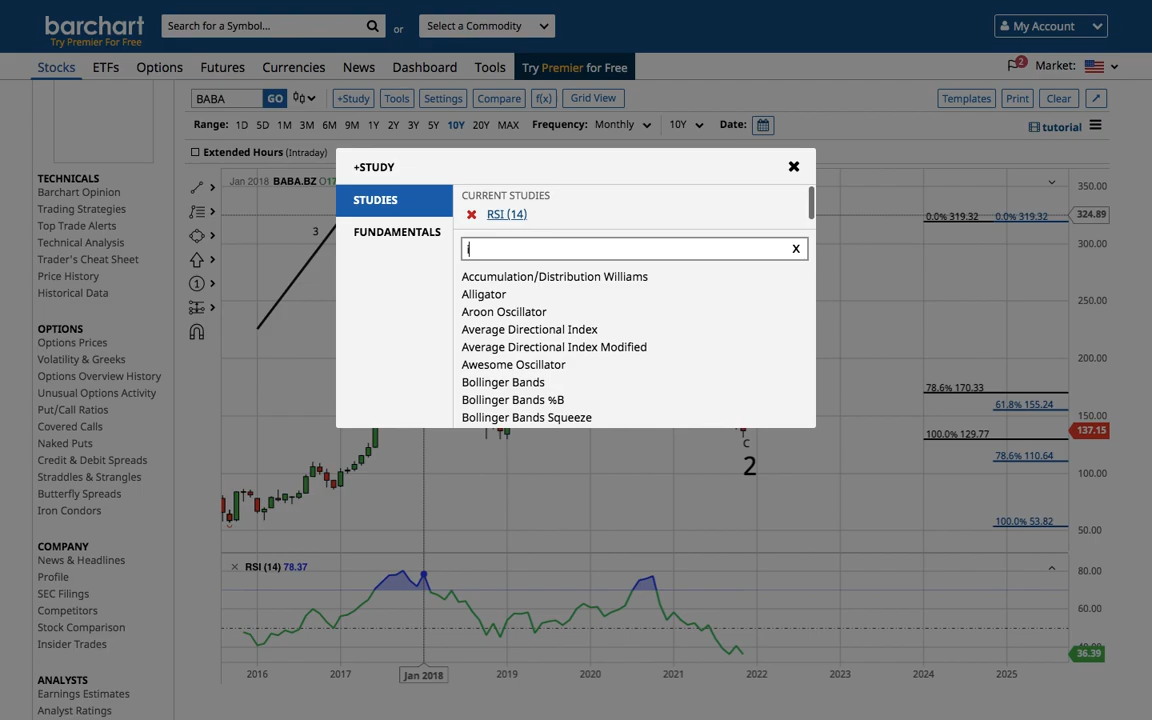 barchart
Try Premier For Free
Search for a Symbol...
or
Select a Commodity
My Account
Stocks
ETFs
Options
Futures
Currencies
News
Dashboard
Tools
Try Premier for Free
2
Market:
BABA
GO
+Study
Tools
Settings
Compare
f(x)
Grid View
Templates
Print
Clear
Range: 1D 5D 1M 3M 6M 9M 1Y 2Y 3Y 5Y 10Y 20Y MAX Frequency: Monthly 10Y Date:
tutorial
Extended Hours (Intraday)
Jan 2018 BABA.BZ
+STUDY
STUDIES
FUNDAMENTALS
CURRENT STUDIES
RSI (14)
i
X
Accumulation/Distribution Williams
Alligator
Aroon Oscillator
Average Directional Index
Average Directional Index Modified
Awesome Oscillator
Bollinger Bands
Bollinger Bands %B
Bollinger Bands Squeeze
TECHNICALS
Barchart Opinion
Trading Strategies
Top Trade Alerts
Technical Analysis
Trader's Cheat Sheet
Price History
Historical Data
OPTIONS
Options Prices
Volatility & Greeks
Options Overview History
Unusual Options Activity
Put/Call Ratios
Covered Calls
Naked Puts
Credit & Debit Spreads
Straddles & Strangles
Butterfly Spreads
Iron Condors
COMPANY
News & Headlines
Profile
SEC Filings
Competitors
Stock Comparison
Insider Trades
ANALYSTS
Earnings Estimates
Analyst Ratings
1
3
C
2
0.0% 319.32
0.0% 319.32
78.6% 170.33
61.8% 155.24
100.0% 129.77
78.6% 110.64
100.0% 53.82
350.00
324.89
300.00
250.00
200.00
150.00
137.15
100.00
50.00
RSI (14) 78.37
80.00
60.00
36.39
2016
2017
Jan 2018
2019
2020
2021
2022
2023
2024
2025